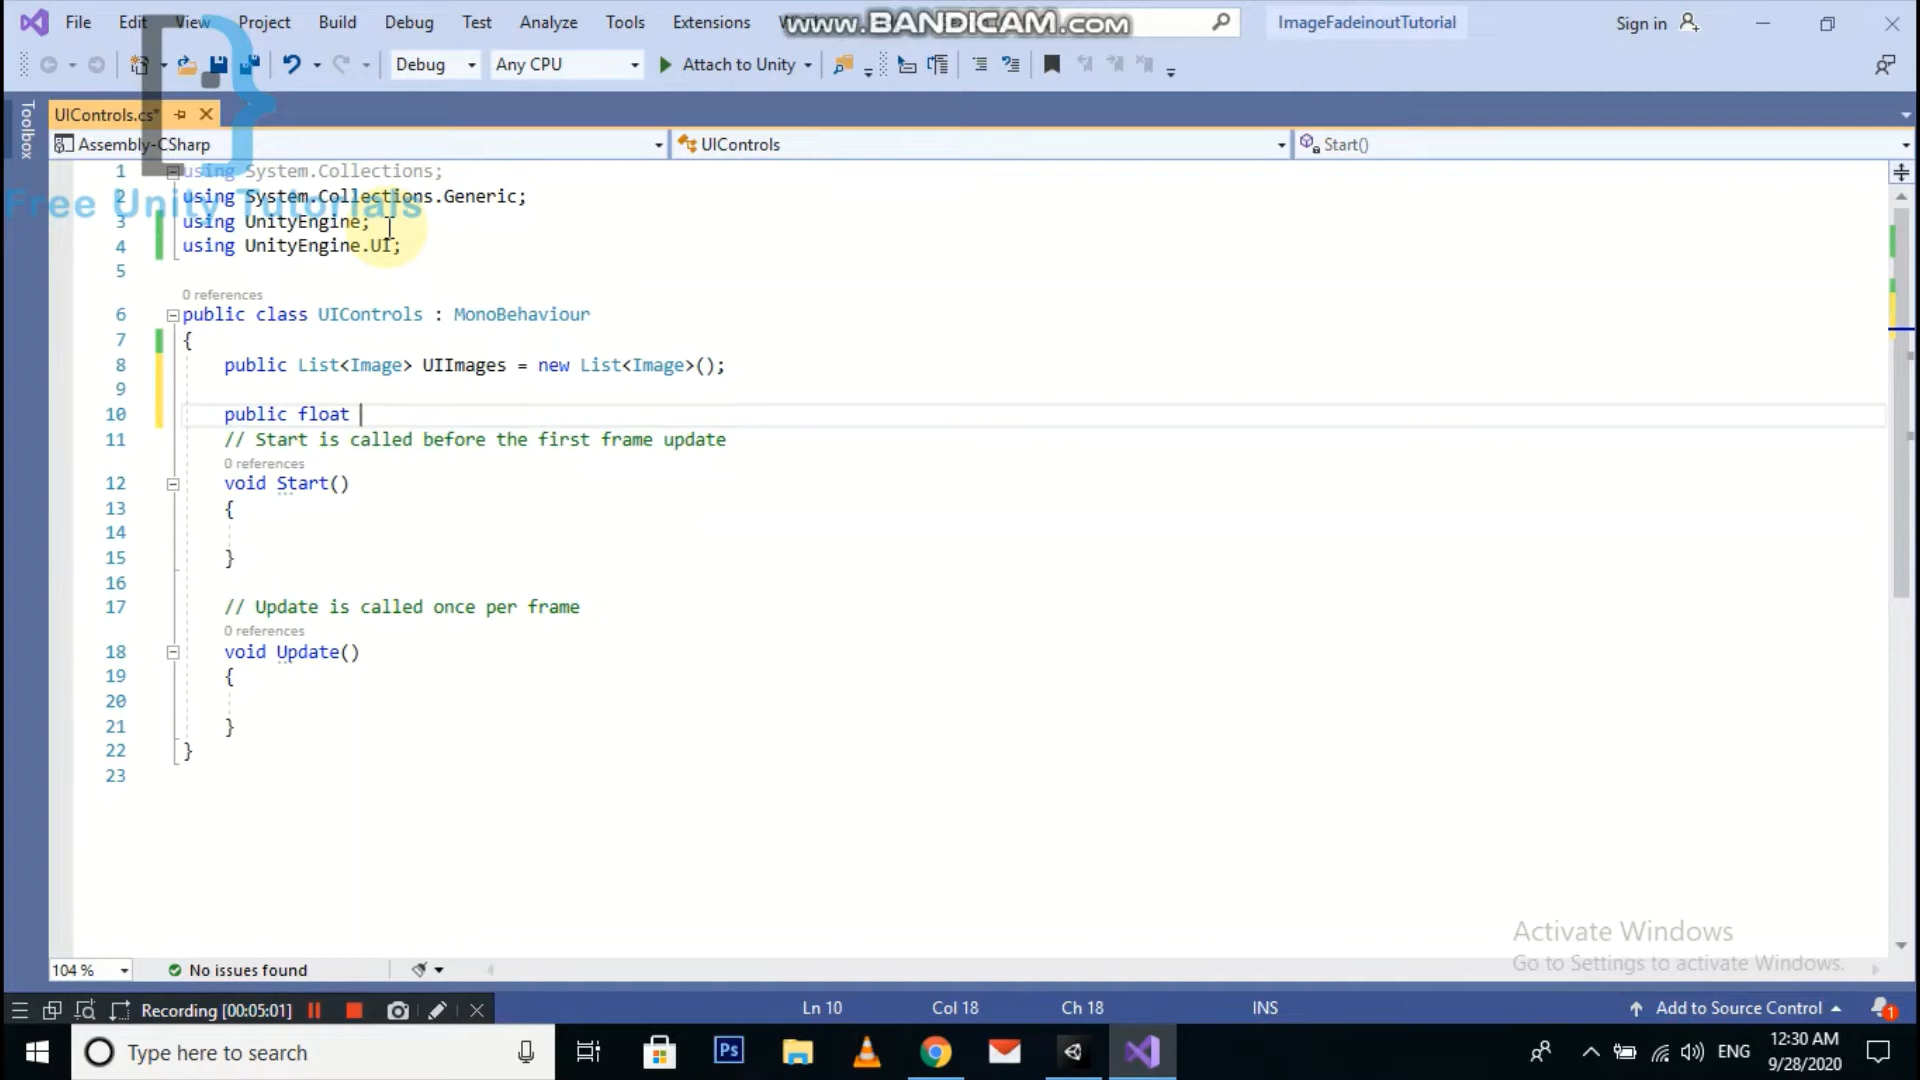 File Edit View Project Build Debug Test Analyze Tools Extensions
www.BANDICAM.com
ImageFadeinoutTutorial
Sign in
Debug Any CPU Attach to Unity
Toolbox
UIControls.cs*
Assembly-CSharp UIControls Start()
Free Unity Tutorials
1 using System.Collections;
2 using System.Collections.Generic;
3 using UnityEngine;
4 using UnityEngine.UI;
5
0 references
6 public class UIControls : MonoBehaviour
7 {
8 public List<Image> UIImages = new List<Image>();
9
10 public float
11 // Start is called before the first frame update
0 references
12 void Start()
13 {
14
15 }
16
17 // Update is called once per frame
0 references
18 void Update()
19 {
20
21 }
22 }
23
Activate Windows
Go to Settings to activate Windows.
104 % No issues found
Recording [00:05:01]
Ln 10 Col 18 Ch 18 INS
Add to Source Control
1
Type here to search
Ps
ENG
12:30 AM
9/28/2020